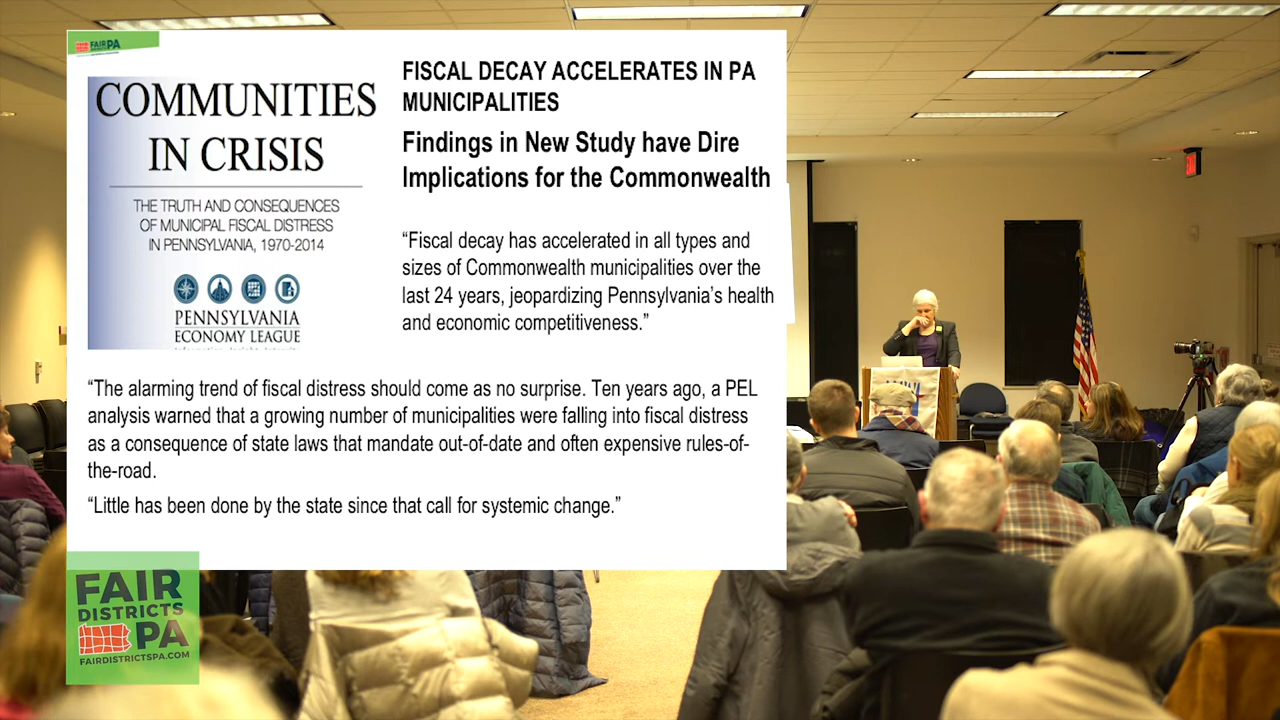 FAIR
DISTRICTS
PA
COMMUNITIES
IN CRISIS
THE TRUTH AND CONSEQUENCES
OF MUNICIPAL FISCAL DISTRESS
IN PENNSYLVANIA, 1970-2014
PENNSYLVANIA
ECONOMY LEAGUE
FISCAL DECAY ACCELERATES IN PA
MUNICIPALITIES
Findings in New Study have Dire
Implications for the Commonwealth
“Fiscal decay has accelerated in all types and
sizes of Commonwealth municipalities over the
last 24 years, jeopardizing Pennsylvania’s health
and economic competitiveness.”
“The alarming trend of fiscal distress should come as no surprise. Ten years ago, a PEL
analysis warned that a growing number of municipalities were falling into fiscal distress
as a consequence of state laws that mandate out-of-date and often expensive rules-of-
the-road.
“Little has been done by the state since that call for systemic change.”
EXIT
FAIR
DISTRICTS
PA
FAIRDISTRICTSPA.COM